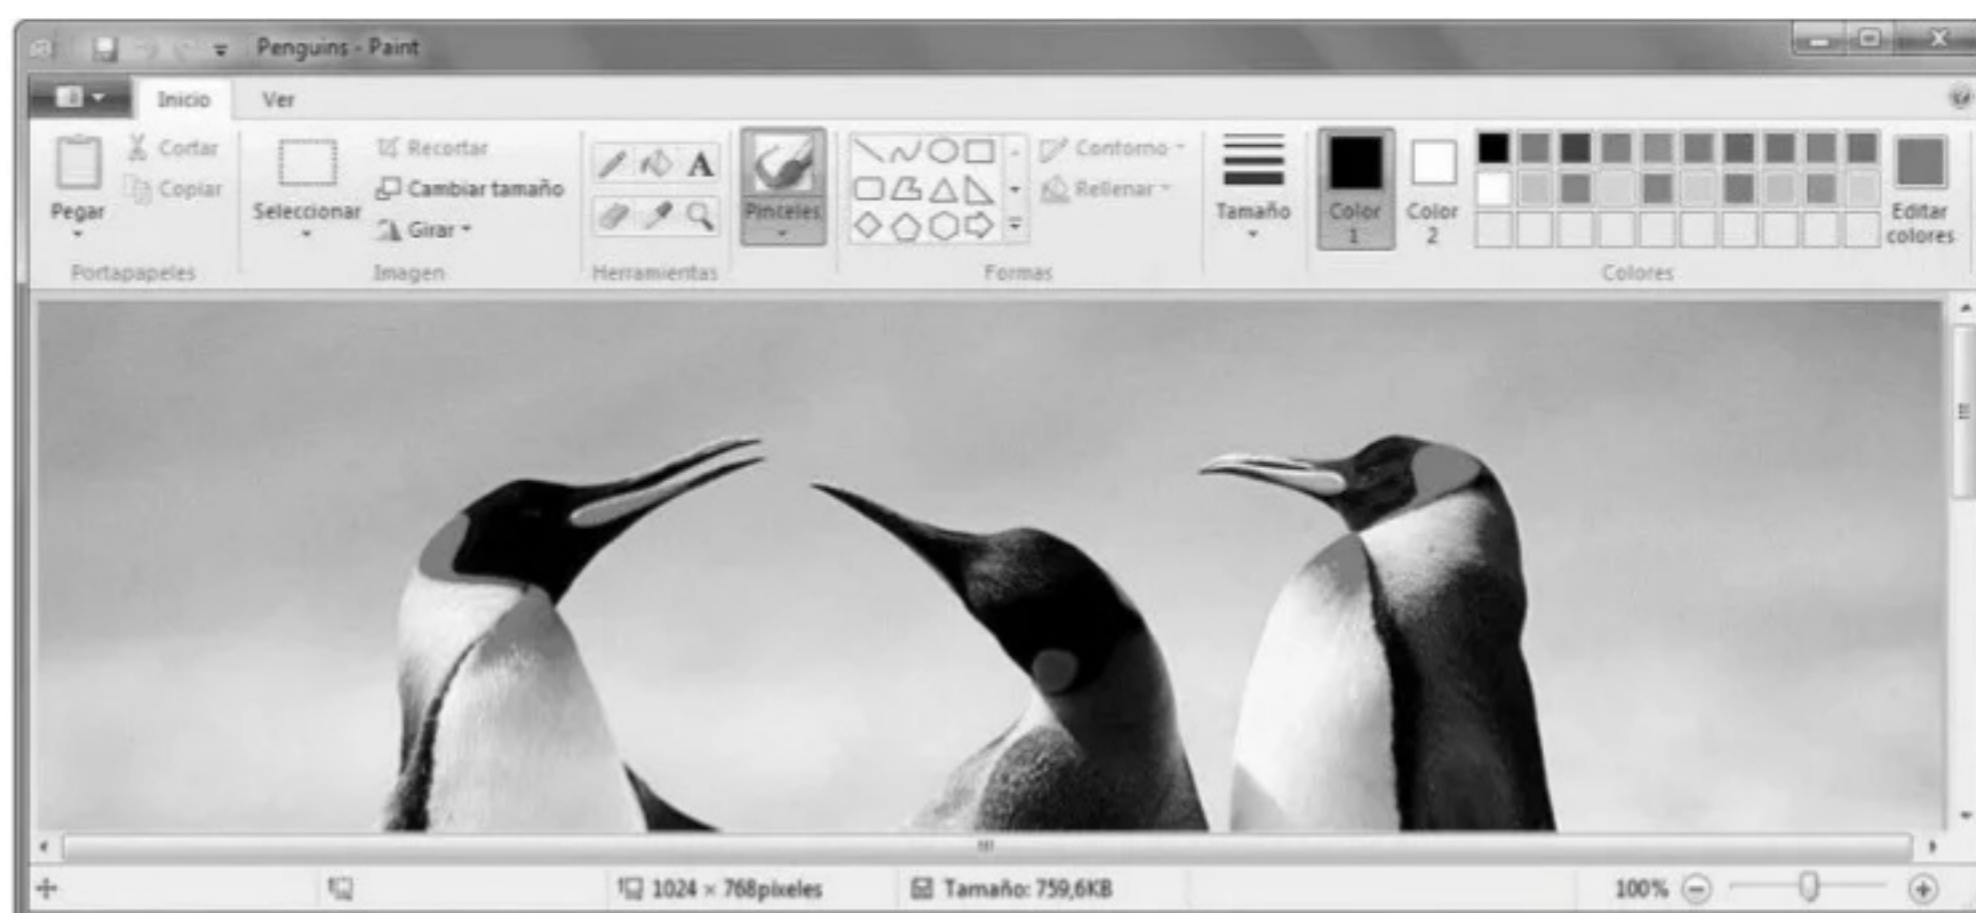 Penguins - Paint
Inicio Ver
Pegar
Cortar
Copiar
Portapapeles
Seleccionar
Recortar
Cambiar tamaño
Girar
Imagen
A
Herramientas
Pinceles
Contorno
Rellenar
Formas
Tamaño
Color
1
Color
2
Editar
colores
Colores
1024 × 768píxeles
Tamaño: 759,6KB
100%